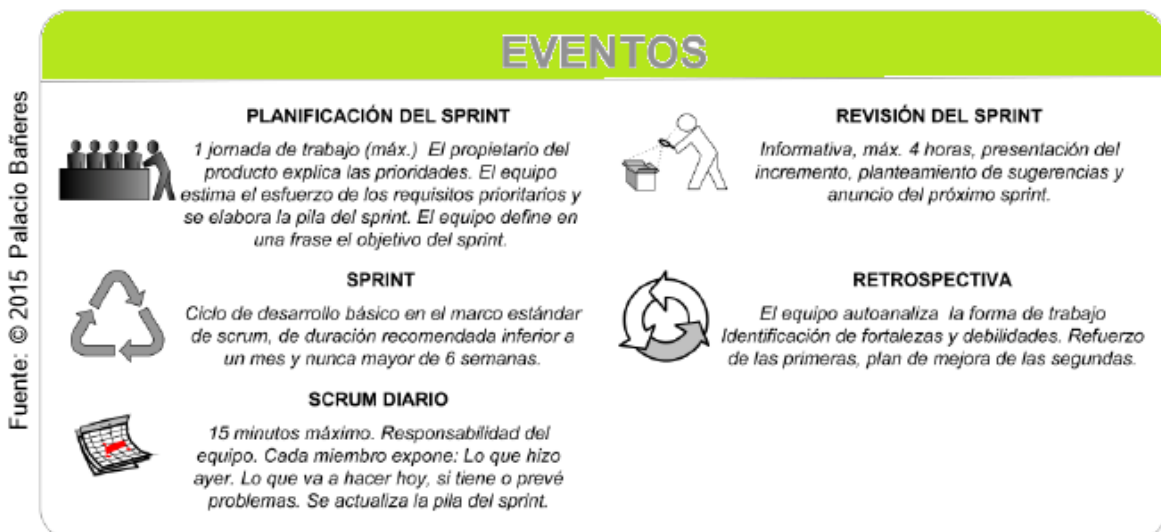 EVENTOS
Fuente: © 2015 Palacio Bañeres
PLANIFICACIÓN DEL SPRINT
1 jornada de trabajo (máx.) El propietario del
producto explica las prioridades. El equipo
estima el esfuerzo de los requisitos prioritarios y
se elabora la pila del sprint. El equipo define en
una frase el objetivo del sprint.
SPRINT
Ciclo de desarrollo básico en el marco estándar
de scrum, de duración recomendada inferior a
un mes y nunca mayor de 6 semanas.
SCRUM DIARIO
15 minutos máximo. Responsabilidad del
equipo. Cada miembro expone: Lo que hizo
ayer. Lo que va a hacer hoy, si tiene o prevé
problemas. Se actualiza la pila del sprint.
REVISIÓN DEL SPRINT
Informativa, máx. 4 horas, presentación del
incremento, planteamiento de sugerencias y
anuncio del próximo sprint.
RETROSPECTIVA
El equipo autoanaliza la forma de trabajo
Identificación de fortalezas y debilidades. Refuerzo
de las primeras, plan de mejora de las segundas.